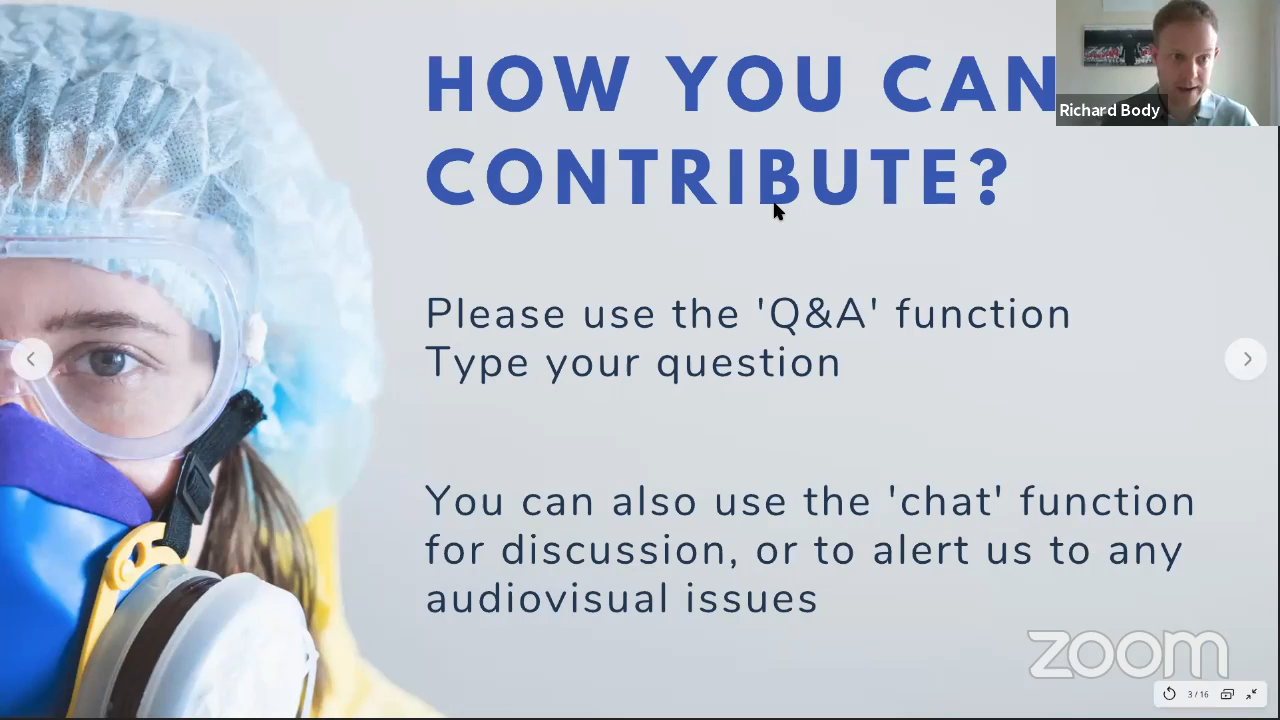 HOW YOU CAN
CONTRIBUTE?
Richard Body
Please use the 'Q&A' function
Type your question
You can also use the 'chat' function
for discussion, or to alert us to any
audiovisual issues
zoom
3 / 16